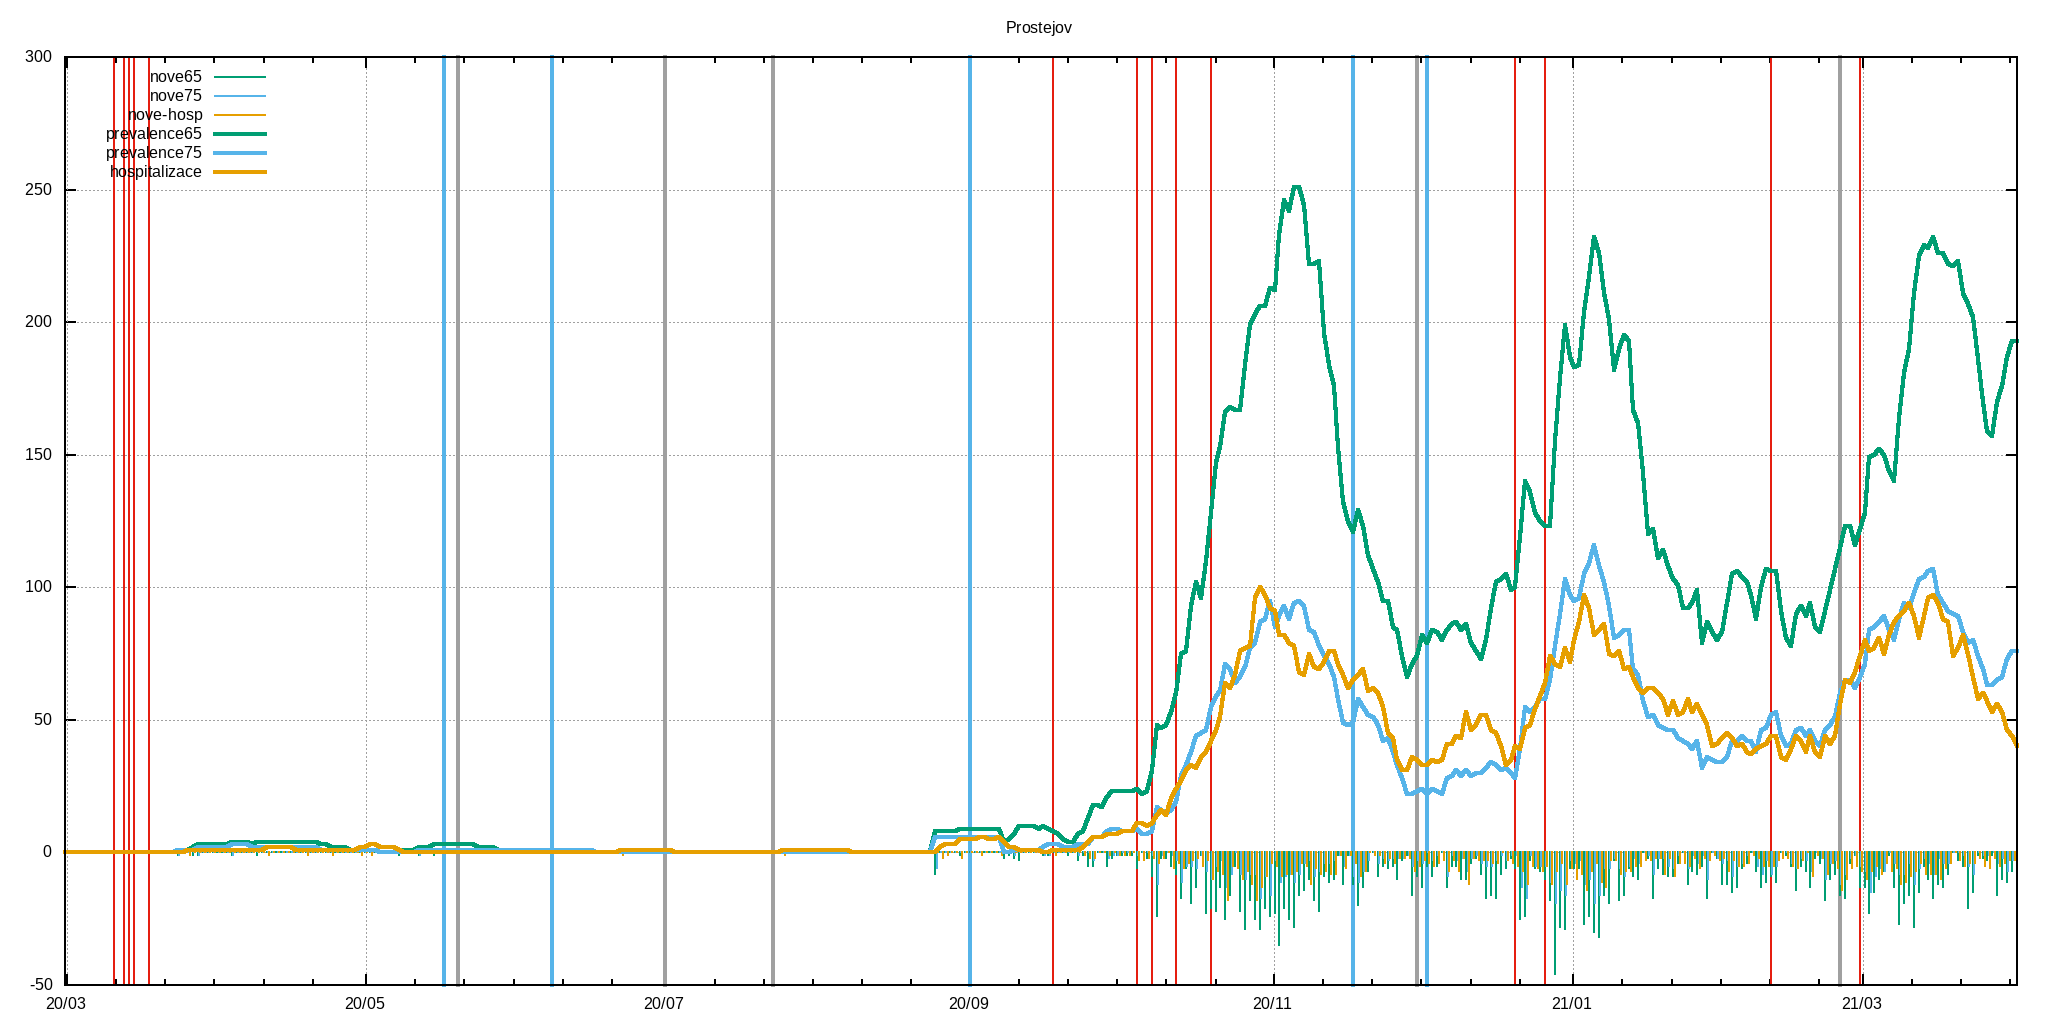 Prostejov
300
nove65
nove75
nove-hosp
prevalence65
prevalence75
hospitalizace
250
200
150
100
50
0
-50
20/03 20/05 20/07 20/09 20/11 21/01 21/03